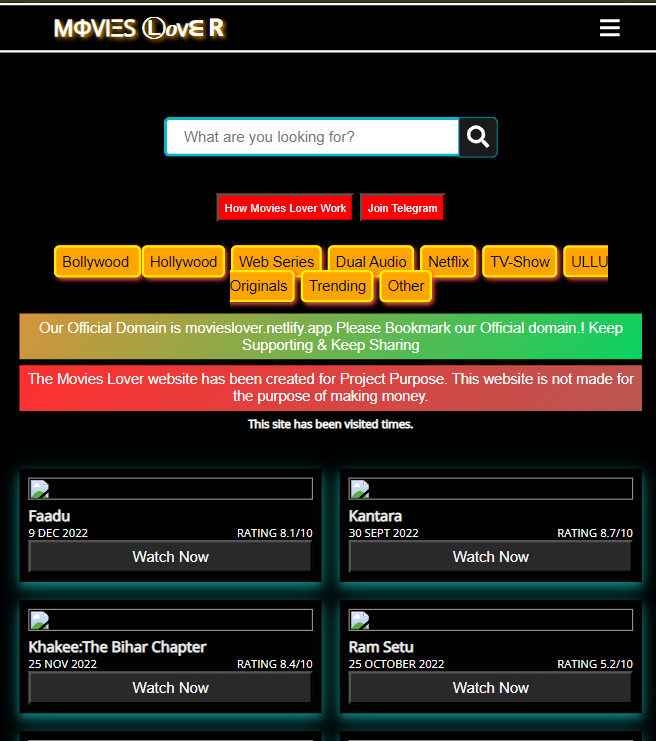 MΦVIΞS ⓁovᴇR
What are you looking for?
How Movies Lover Work Join Telegram
Bollywood Hollywood Web Series Dual Audio Netflix TV-Show ULLU
Originals Trending Other
Our Official Domain is movieslover.netlify.app Please Bookmark our Official domain.! Keep
Supporting & Keep Sharing
The Movies Lover website has been created for Project Purpose. This website is not made for
the purpose of making money.
This site has been visited times.
Faadu Kantara
9 DEC 2022 RATING 8.1/10 30 SEPT 2022 RATING 8.7/10
Watch Now Watch Now
Khakee:The Bihar Chapter Ram Setu
25 NOV 2022 RATING 8.4/10 25 OCTOBER 2022 RATING 5.2/10
Watch Now Watch Now